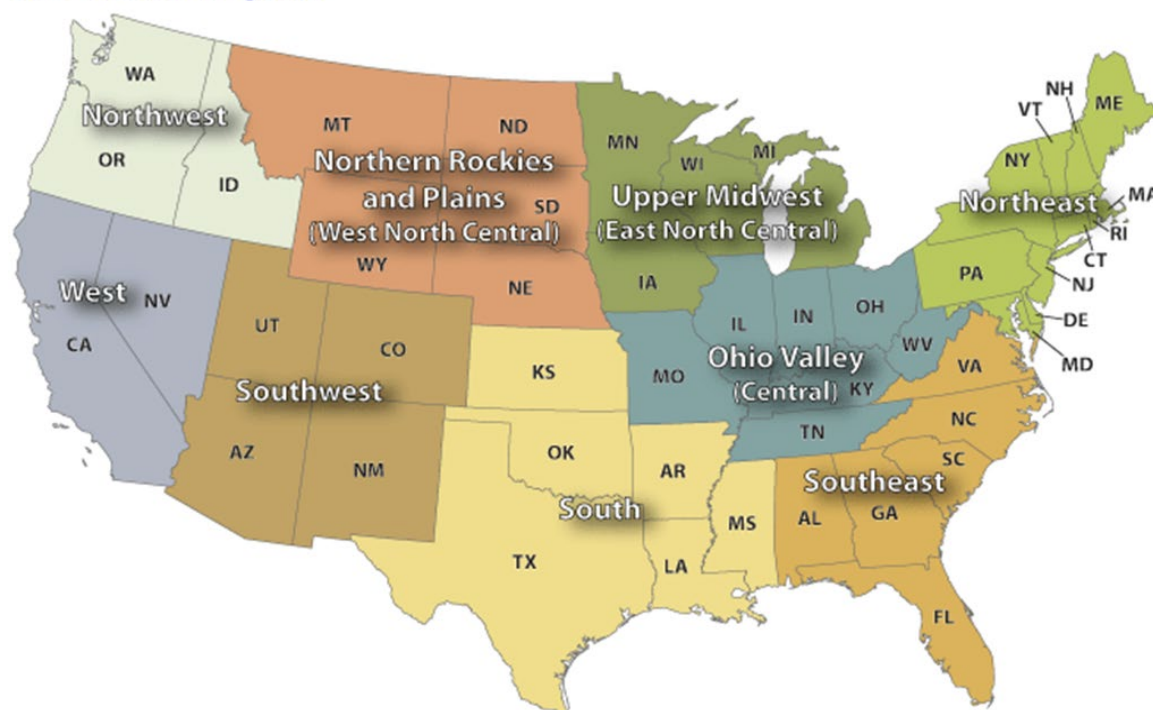 WA
Northwest
OR
ID
MT
ND
Northern Rockies
and Plains
(West North Central)
SD
WY
NE
MN
WI
MI
Upper Midwest
(East North Central)
IA
NH
VT
ME
NY
Northeast
MA
RI
CT
PA
NJ
DE
MD
West
NV
CA
UT
CO
Southwest
AZ
NM
KS
OK
AR
South
TX
LA
MS
IL
IN
OH
WV
Ohio Valley
(Central)
MO
KY
TN
VA
NC
SC
Southeast
AL
GA
FL